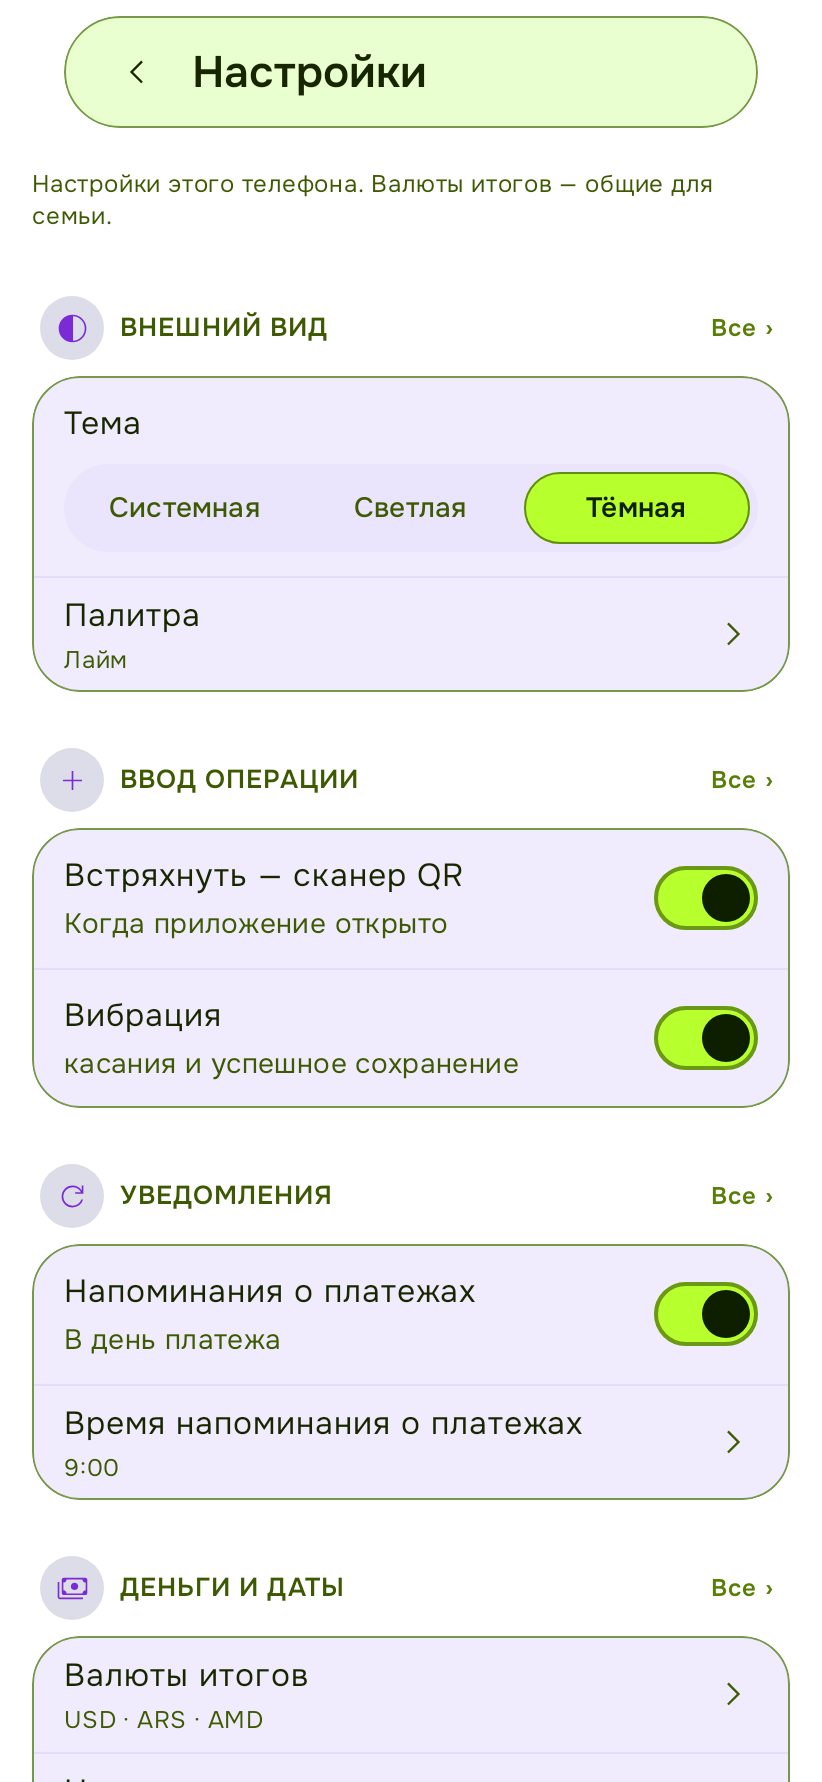 Настройки
Настройки этого телефона. Валюты итогов — общие для
семьи.
ВНЕШНИЙ ВИД
Все ›
Тема
Системная
Светлая
Тёмная
Палитра
Лайм
ВВОД ОПЕРАЦИИ
Все ›
Встряхнуть — сканер QR
Когда приложение открыто
Вибрация
касания и успешное сохранение
УВЕДОМЛЕНИЯ
Все ›
Напоминания о платежах
В день платежа
Время напоминания о платежах
9:00
ДЕНЬГИ И ДАТЫ
Все ›
Валюты итогов
USD · ARS · AMD